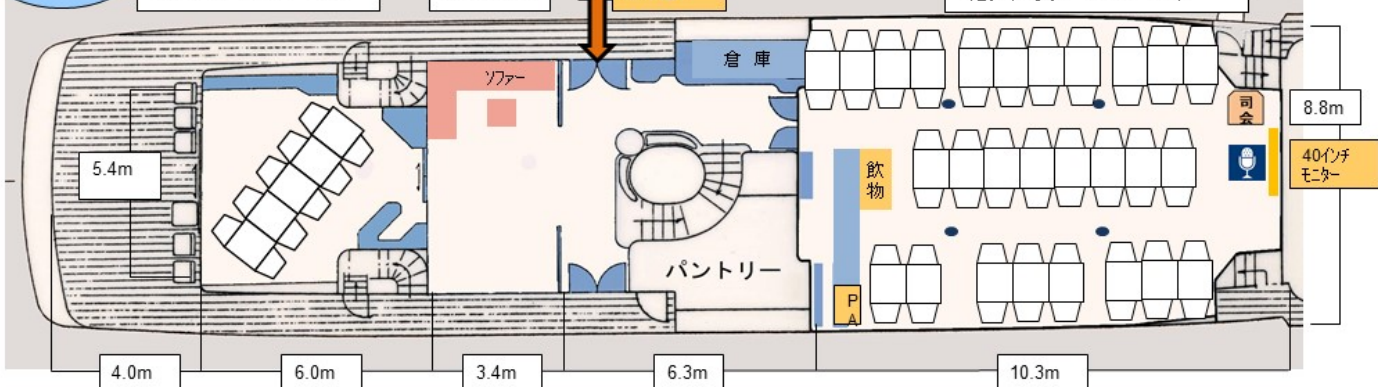 ソファー
倉 庫
司
会
8.8m
5.4m
飲
物
40インチ
モニター
パントリー
P
A
4.0m
6.0m
3.4m
6.3m
10.3m